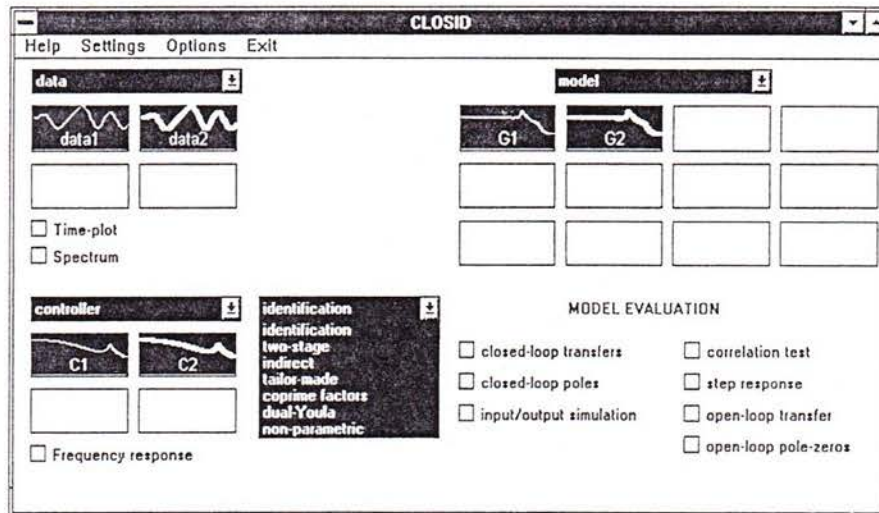 CLOSID
Help Settings Options Exit
data
data1
data2
Time-plot
Spectrum
model
G1
G2
controller
C1
C2
Frequency response
identification
identification
two-stage
indirect
tailor-made
coprime factors
dual-Youla
non-parametric
MODEL EVALUATION
closed-loop transfers
closed-loop poles
input/output simulation
correlation test
step response
open-loop transfer
open-loop pole-zeros